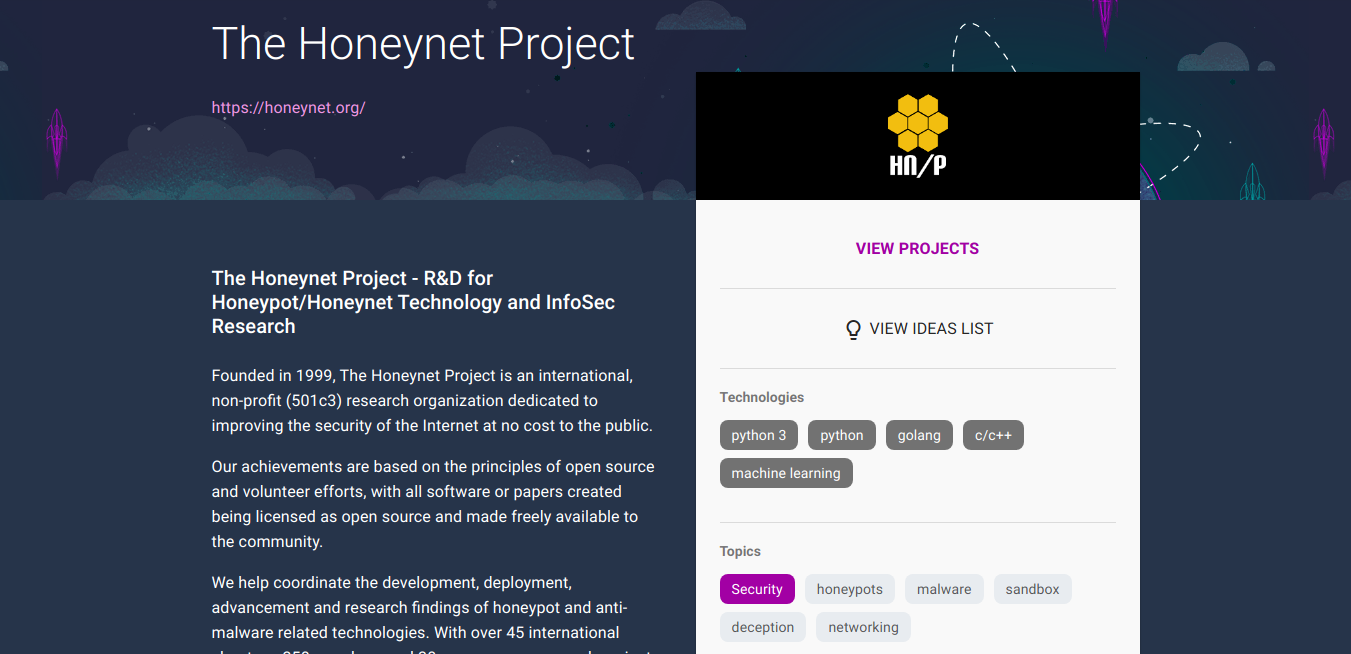 The Honeynet Project
https://honeynet.org/
HN/P
The Honeynet Project - R&D for
Honeypot/Honeynet Technology and InfoSec
Research
Founded in 1999, The Honeynet Project is an international,
non-profit (501c3) research organization dedicated to
improving the security of the Internet at no cost to the public.
Our achievements are based on the principles of open source
and volunteer efforts, with all software or papers created
being licensed as open source and made freely available to
the community.
We help coordinate the development, deployment,
advancement and research findings of honeypot and anti-
malware related technologies. With over 45 international
VIEW PROJECTS
VIEW IDEAS LIST
Technologies
python 3 python golang c/c++
machine learning
Topics
Security honeypots malware sandbox
deception networking